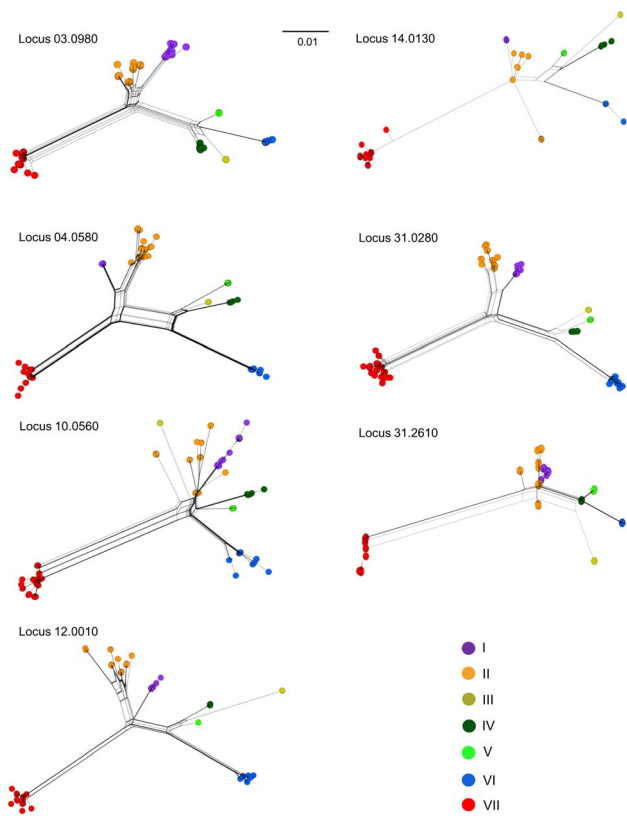 Locus 03.0980
0.01
Locus 14.0130
Locus 04.0580
Locus 31.0280
Locus 10.0560
Locus 31.2610
Locus 12.0010
I
II
III
IV
V
VI
VII